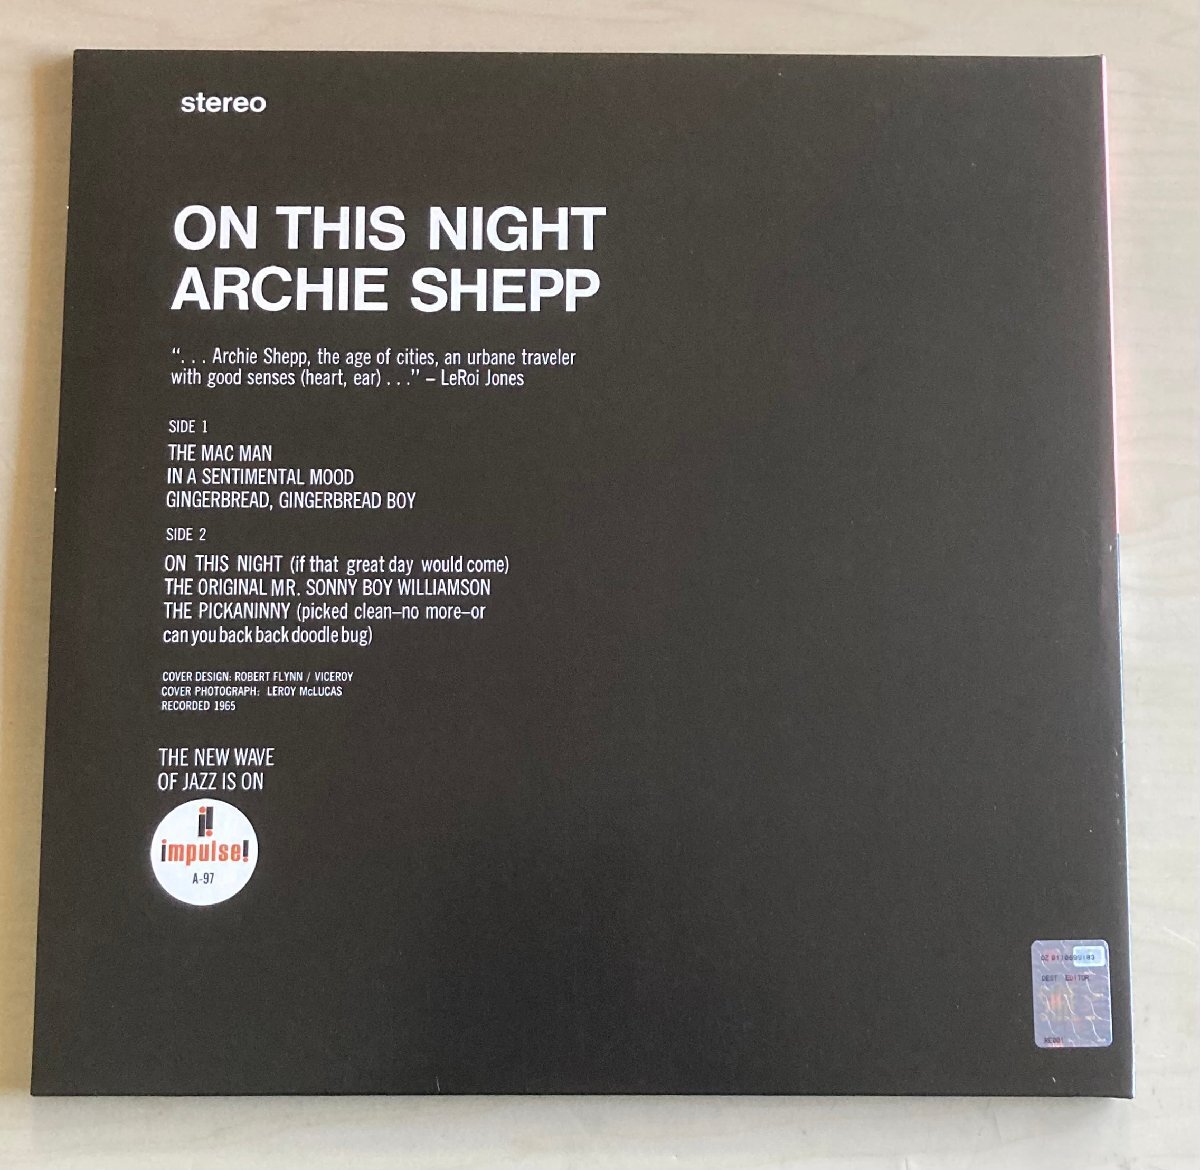 stereo
ON THIS NIGHT
ARCHIE SHEPP
“. . . Archie Shepp, the age of cities, an urbane traveler
with good senses (heart, ear) . . .” – LeRoi Jones
SIDE 1
THE MAC MAN
IN A SENTIMENTAL MOOD
GINGERBREAD, GINGERBREAD BOY
SIDE 2
ON THIS NIGHT (if that great day would come)
THE ORIGINAL MR. SONNY BOY WILLIAMSON
THE PICKANINNY (picked clean–no more–or
can you back back doodle bug)
COVER DESIGN: ROBERT FLYNN / VICEROY
COVER PHOTOGRAPH: LEROY McLUCAS
RECORDED 1965
THE NEW WAVE
OF JAZZ IS ON
i!
impulse!
A-97
DEST EDITOR